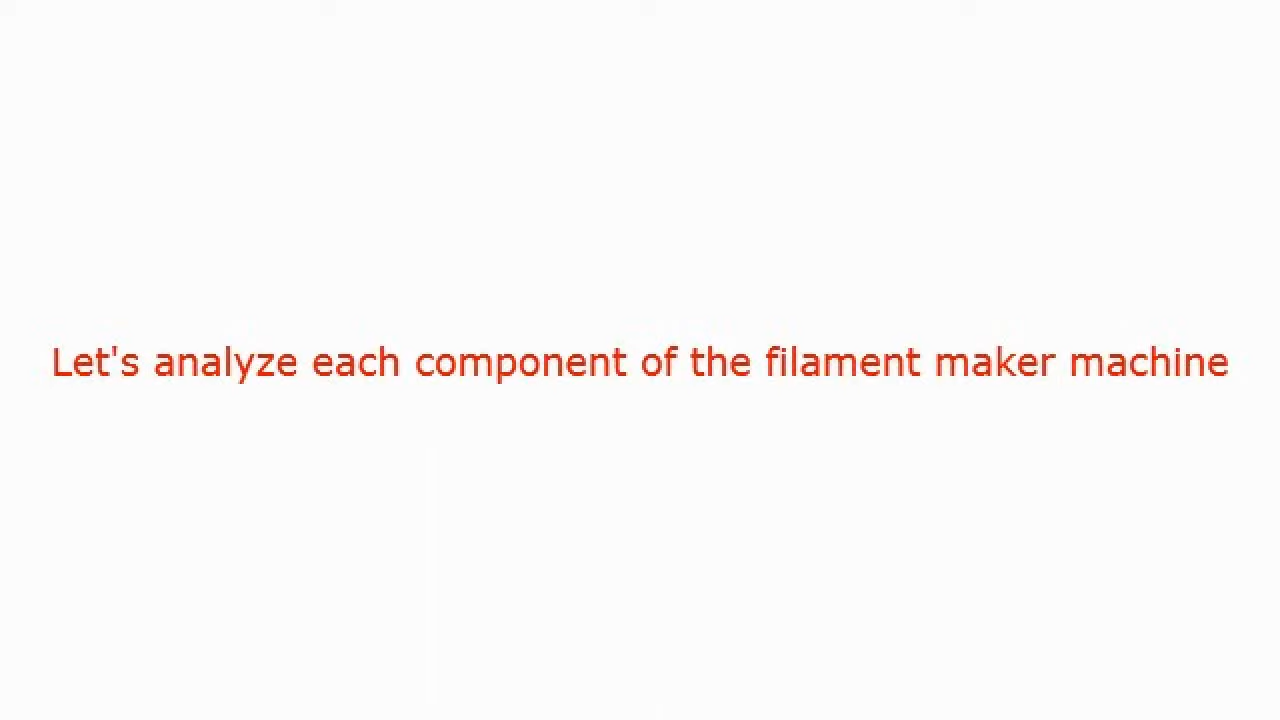 Let's analyze each component of the filament maker machine